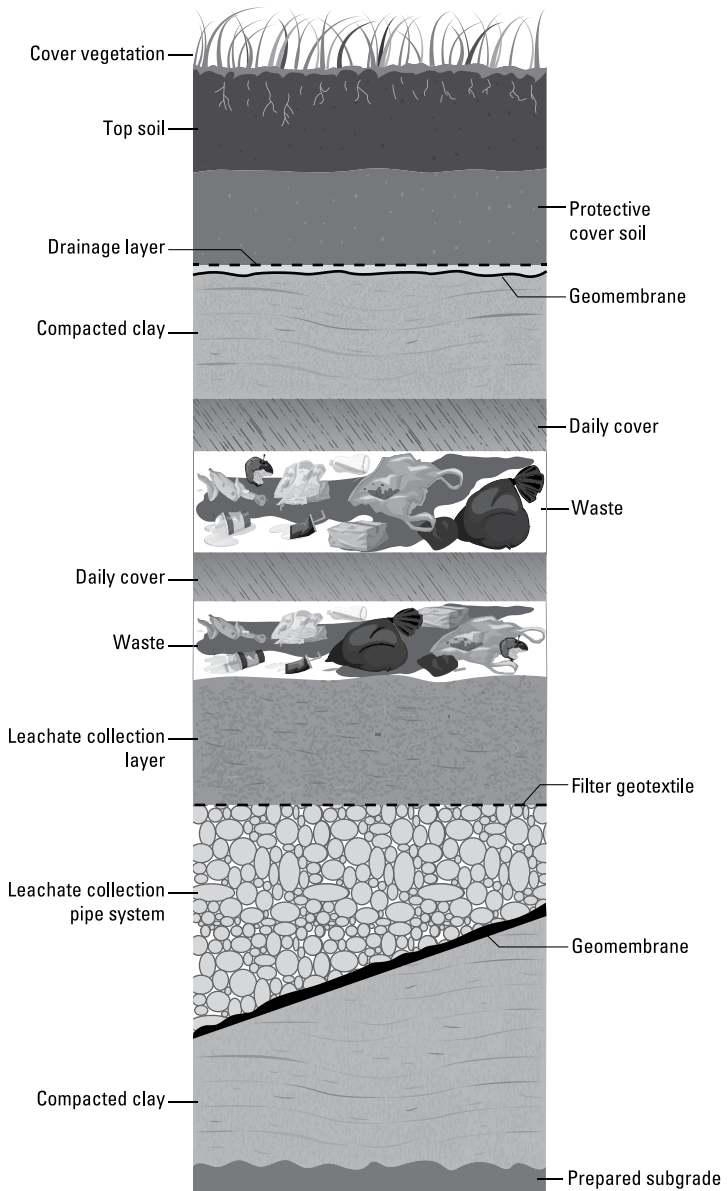 Cover vegetation
Top soil
Protective
cover soil
Drainage layer
Geomembrane
Compacted clay
Daily cover
Waste
Daily cover
Waste
Leachate collection
layer
Filter geotextile
Leachate collection
pipe system
Geomembrane
Compacted clay
Prepared subgrade